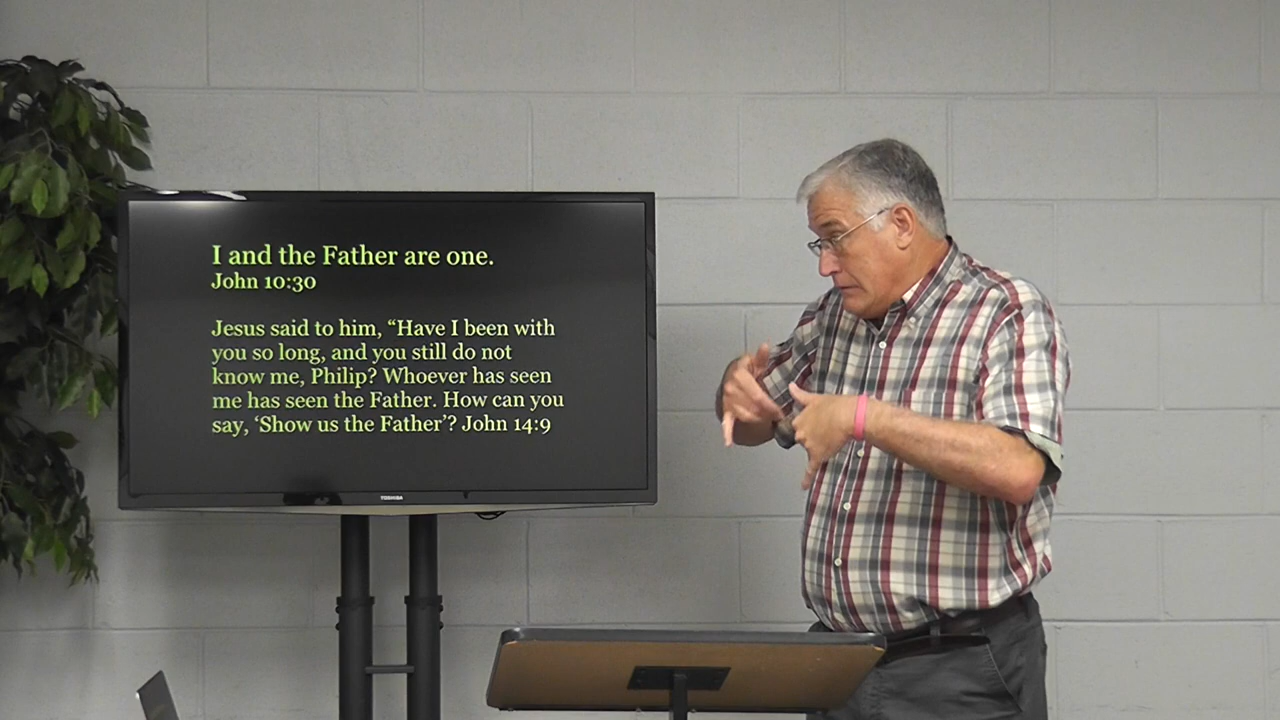 I and the Father are one.
John 10:30
Jesus said to him, “Have I been with
you so long, and you still do not
know me, Philip? Whoever has seen
me has seen the Father. How can you
say, ‘Show us the Father’? John 14:9
TOSHIBA